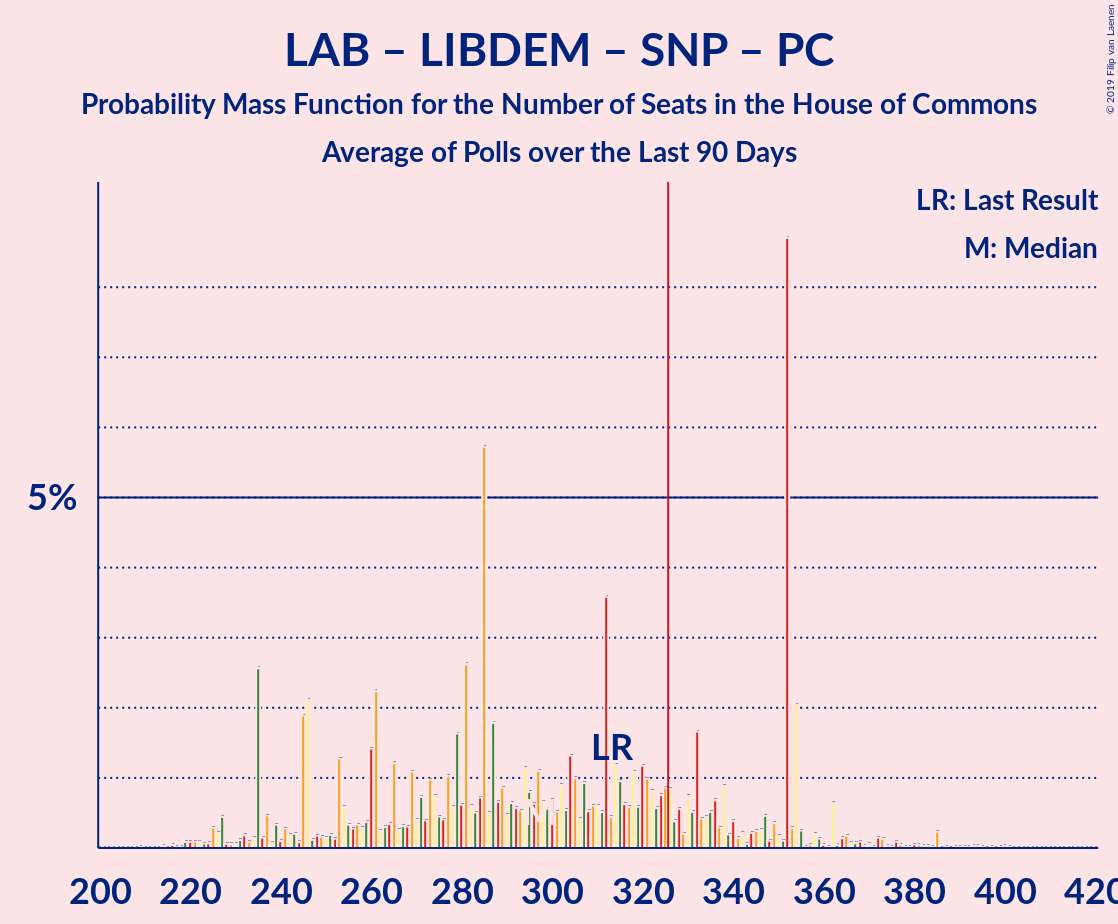 LAB – LIBDEM – SNP – PC
Probability Mass Function for the Number of Seats in the House of Commons
Average of Polls over the Last 90 Days
© 2019 Filip van Laenen
LR: Last Result
M: Median
5%
LR
M
200 220 240 260 280 300 320 340 360 380 400 420